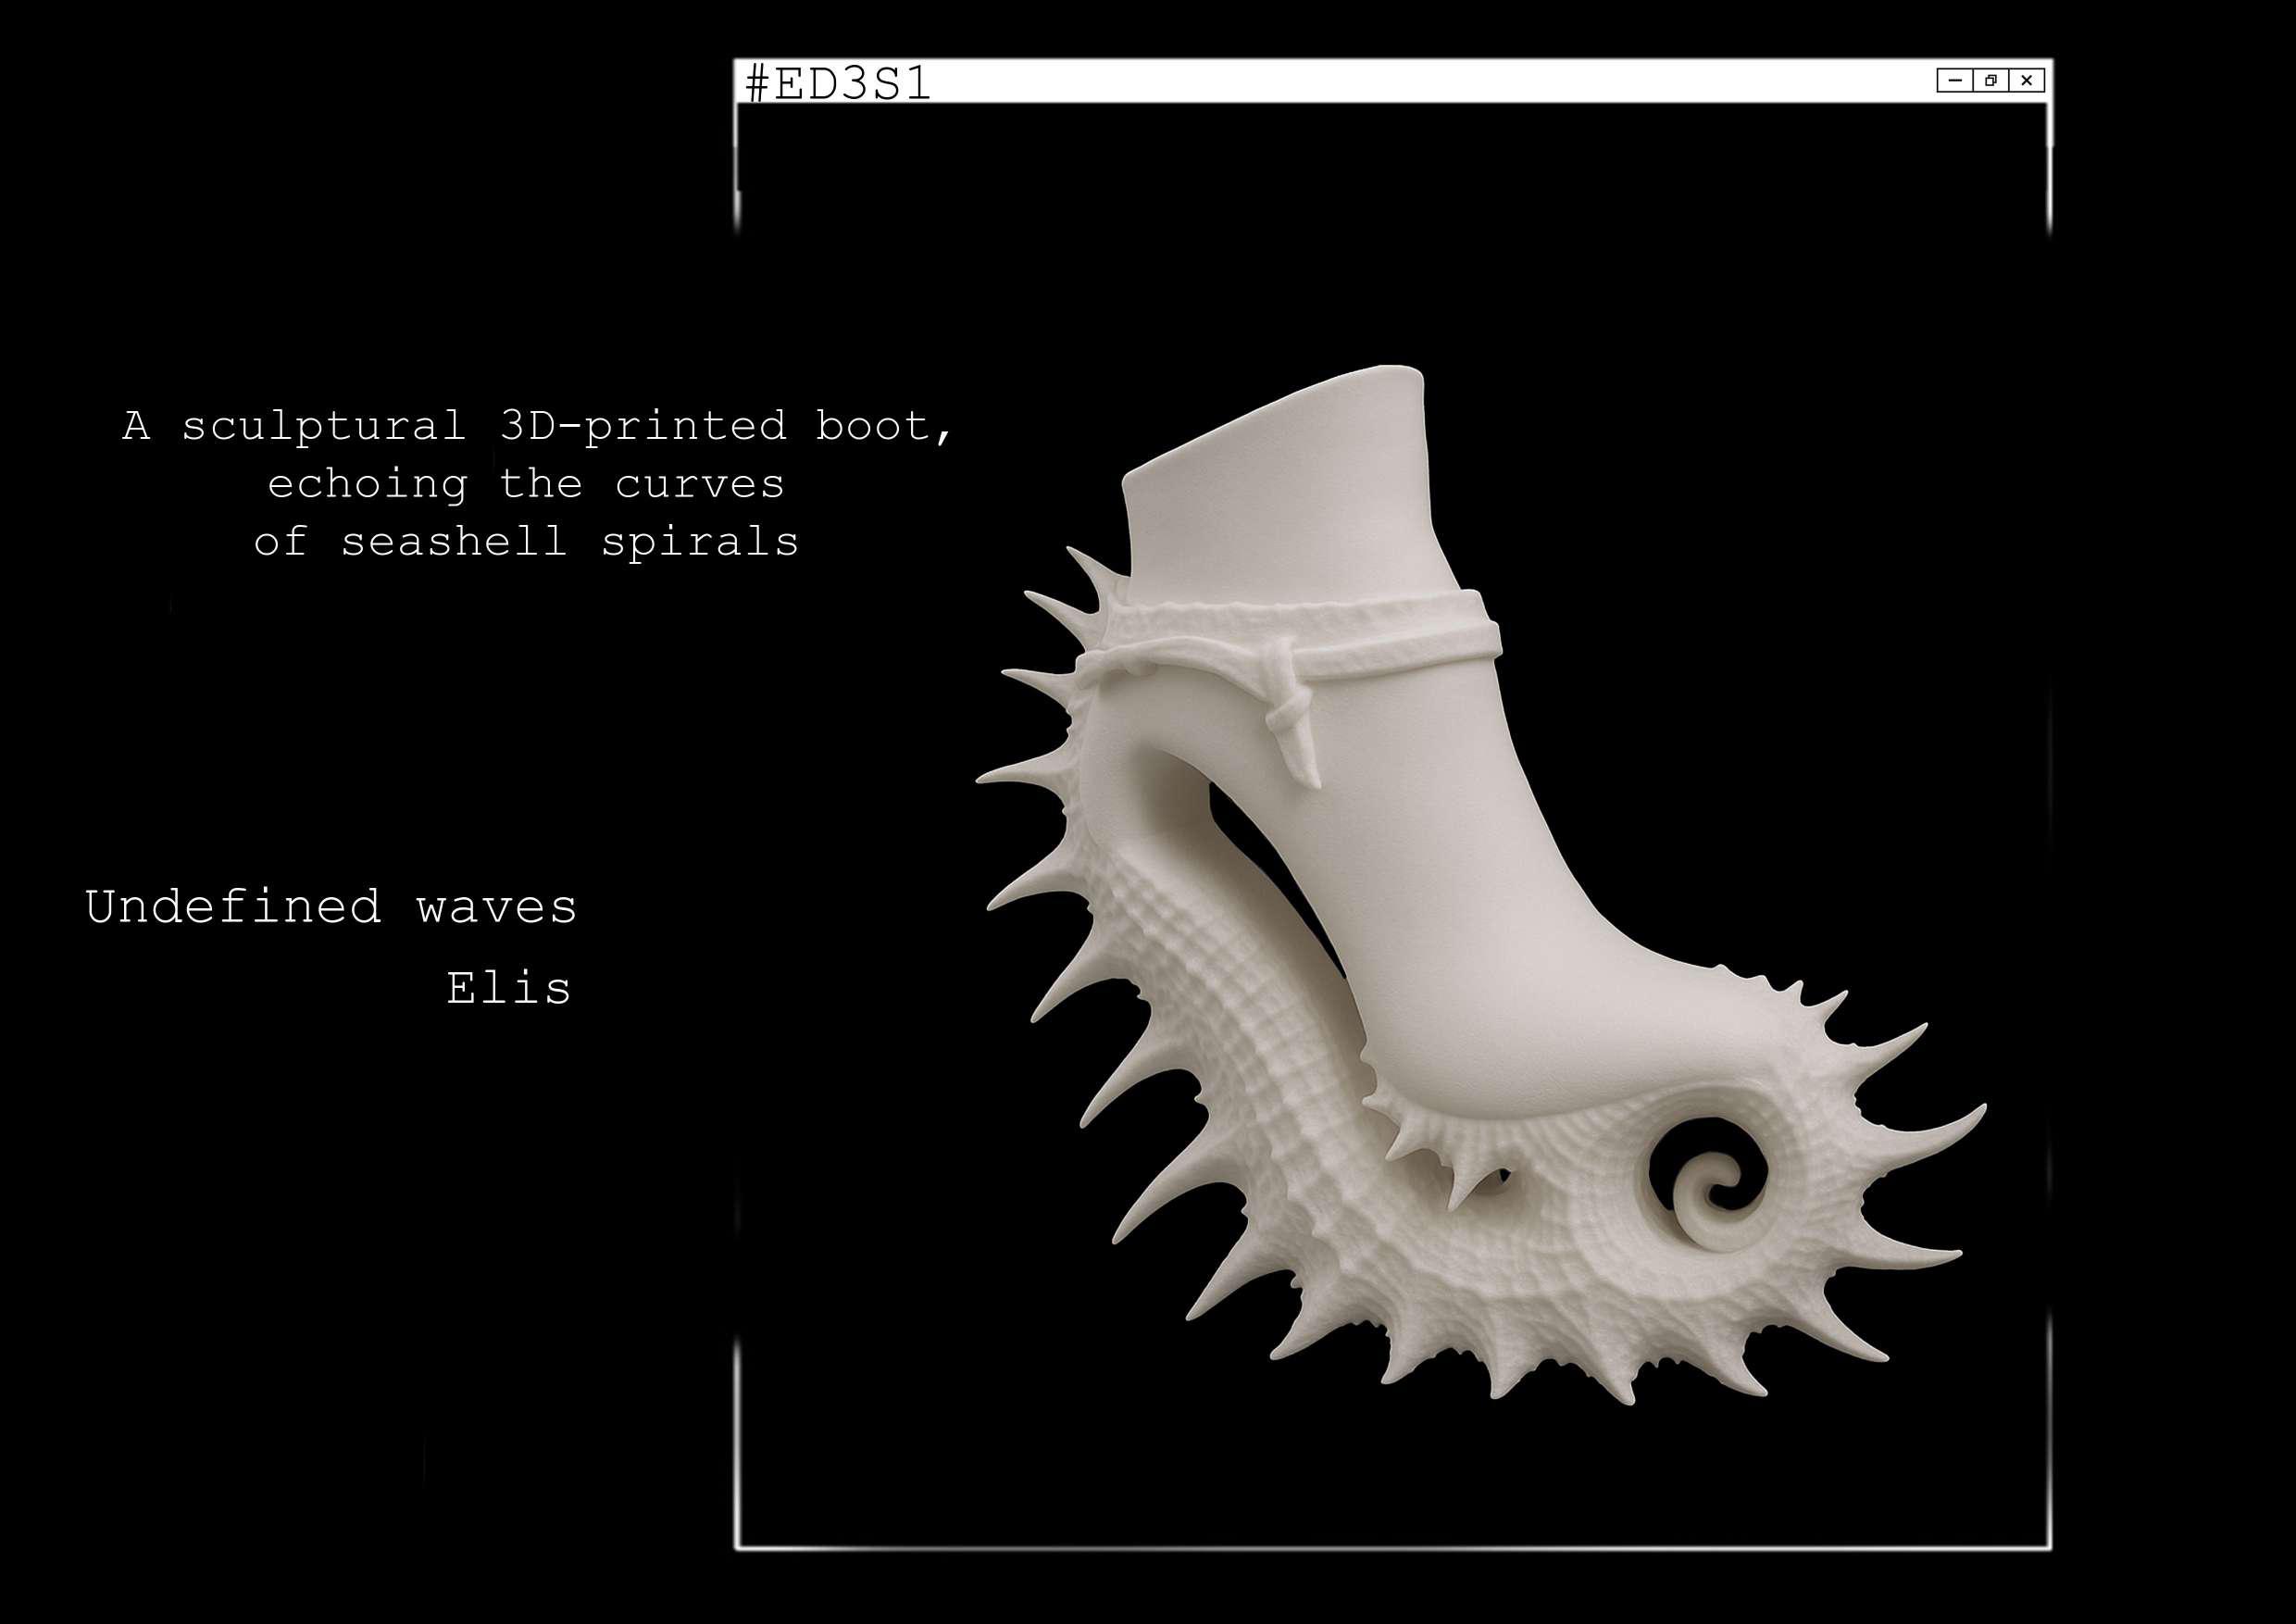 #ED3S1
A sculptural 3D-printed boot,
echoing the curves
of seashell spirals
Undefined waves
Elis